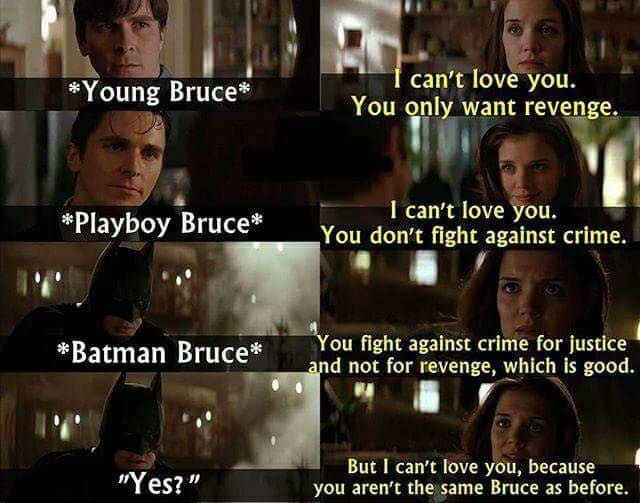 *Young Bruce*
I can't love you.
You only want revenge.
*Playboy Bruce*
I can't love you.
You don't fight against crime.
*Batman Bruce*
You fight against crime for justice
and not for revenge, which is good.
"Yes?"
But I can't love you, because
you aren't the same Bruce as before.